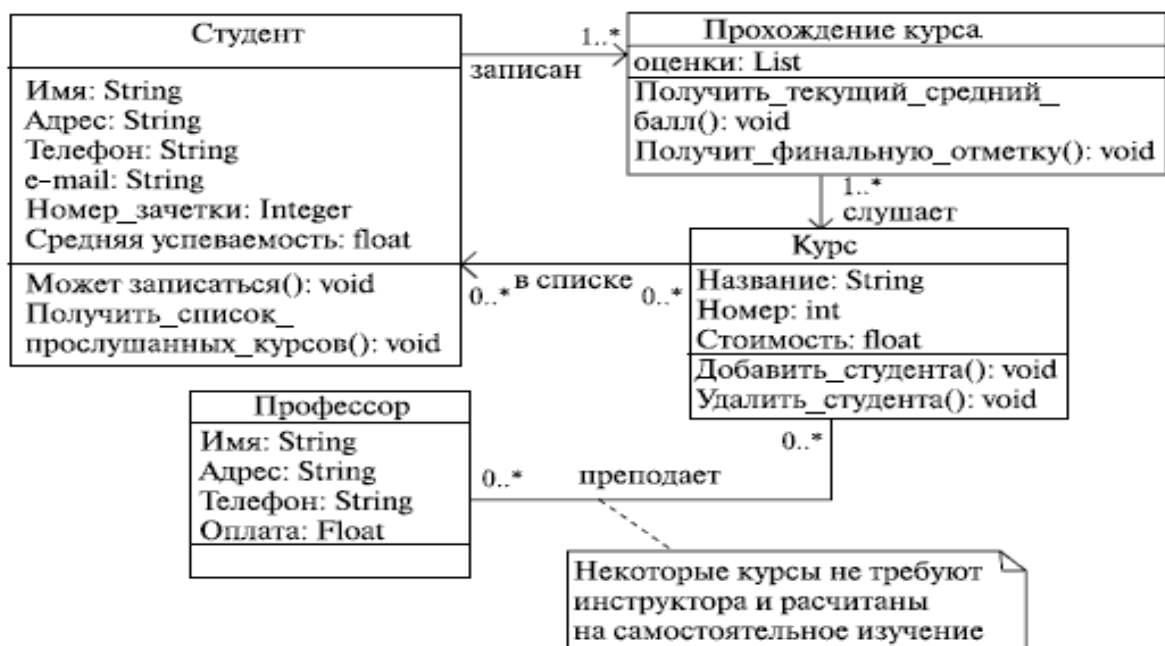 Студент
Имя: String
Адрес: String
Телефон: String
e-mail: String
Номер_зачетки: Integer
Средняя успеваемость: float
Может записаться(): void
Получить_список_
прослушанных_курсов(): void
1..*
записан
Прохождение курса
оценки: List
Получить_текущий_средний_
балл(): void
Получит_финальную_отметку(): void
1..*
слушает
0..* в списке 0..*
Курс
Название: String
Номер: int
Стоимость: float
Добавить_студента(): void
Удалить_студента(): void
Профессор
Имя: String
Адрес: String
Телефон: String
Оплата: Float
0..* преподает 0..*
Некоторые курсы не требуют
инструктора и расчитаны
на самостоятельное изучение